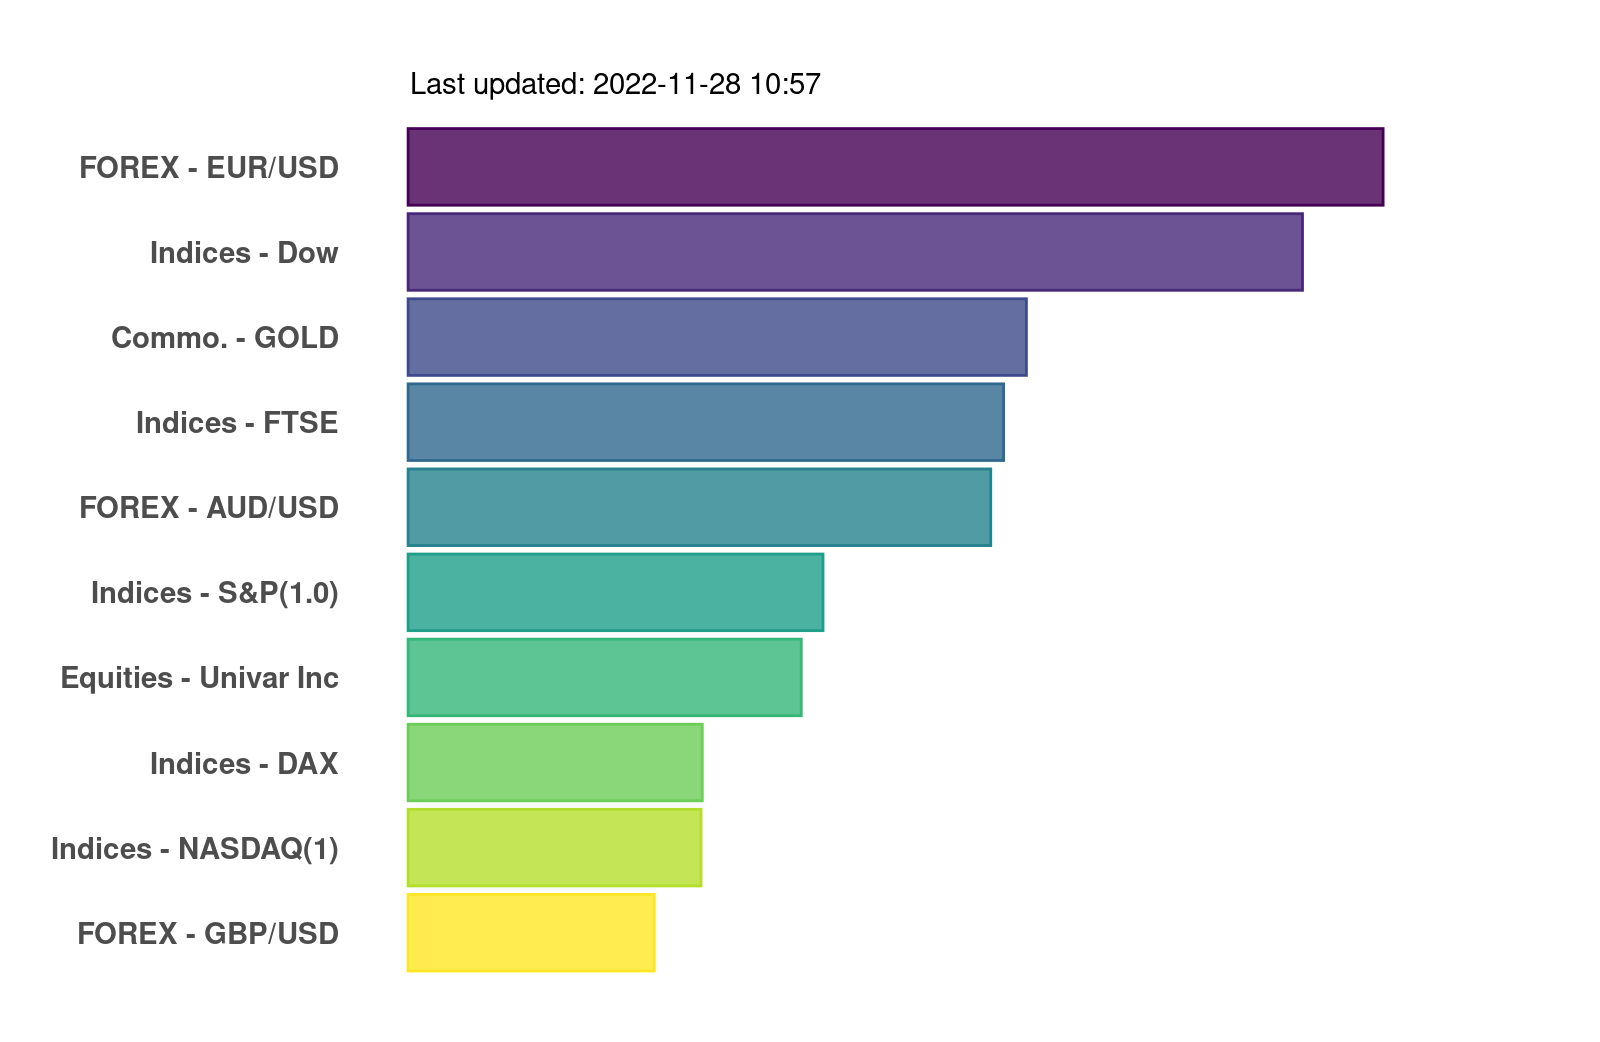 Last updated: 2022-11-28 10:57
FOREX - EUR/USD
Indices - Dow
Commo. - GOLD
Indices - FTSE
FOREX - AUD/USD
Indices - S&P(1.0)
Equities - Univar Inc
Indices - DAX
Indices - NASDAQ(1)
FOREX - GBP/USD